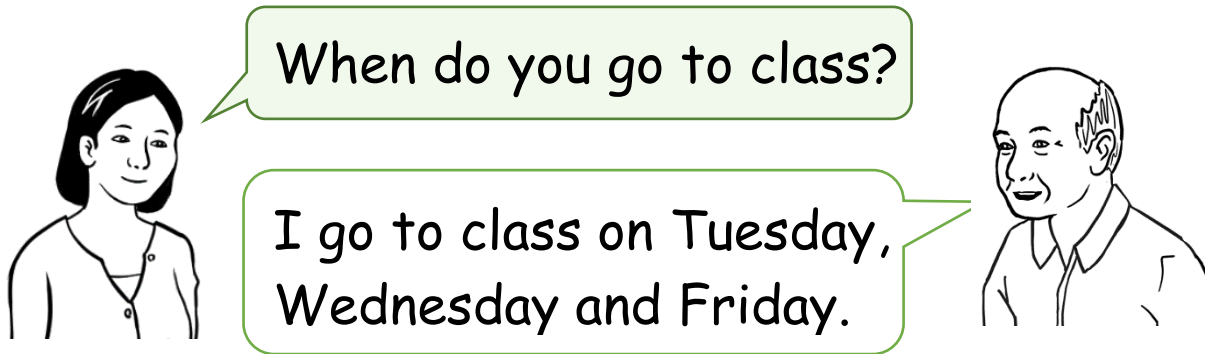 When do you go to class?
I go to class on Tuesday,
Wednesday and Friday.